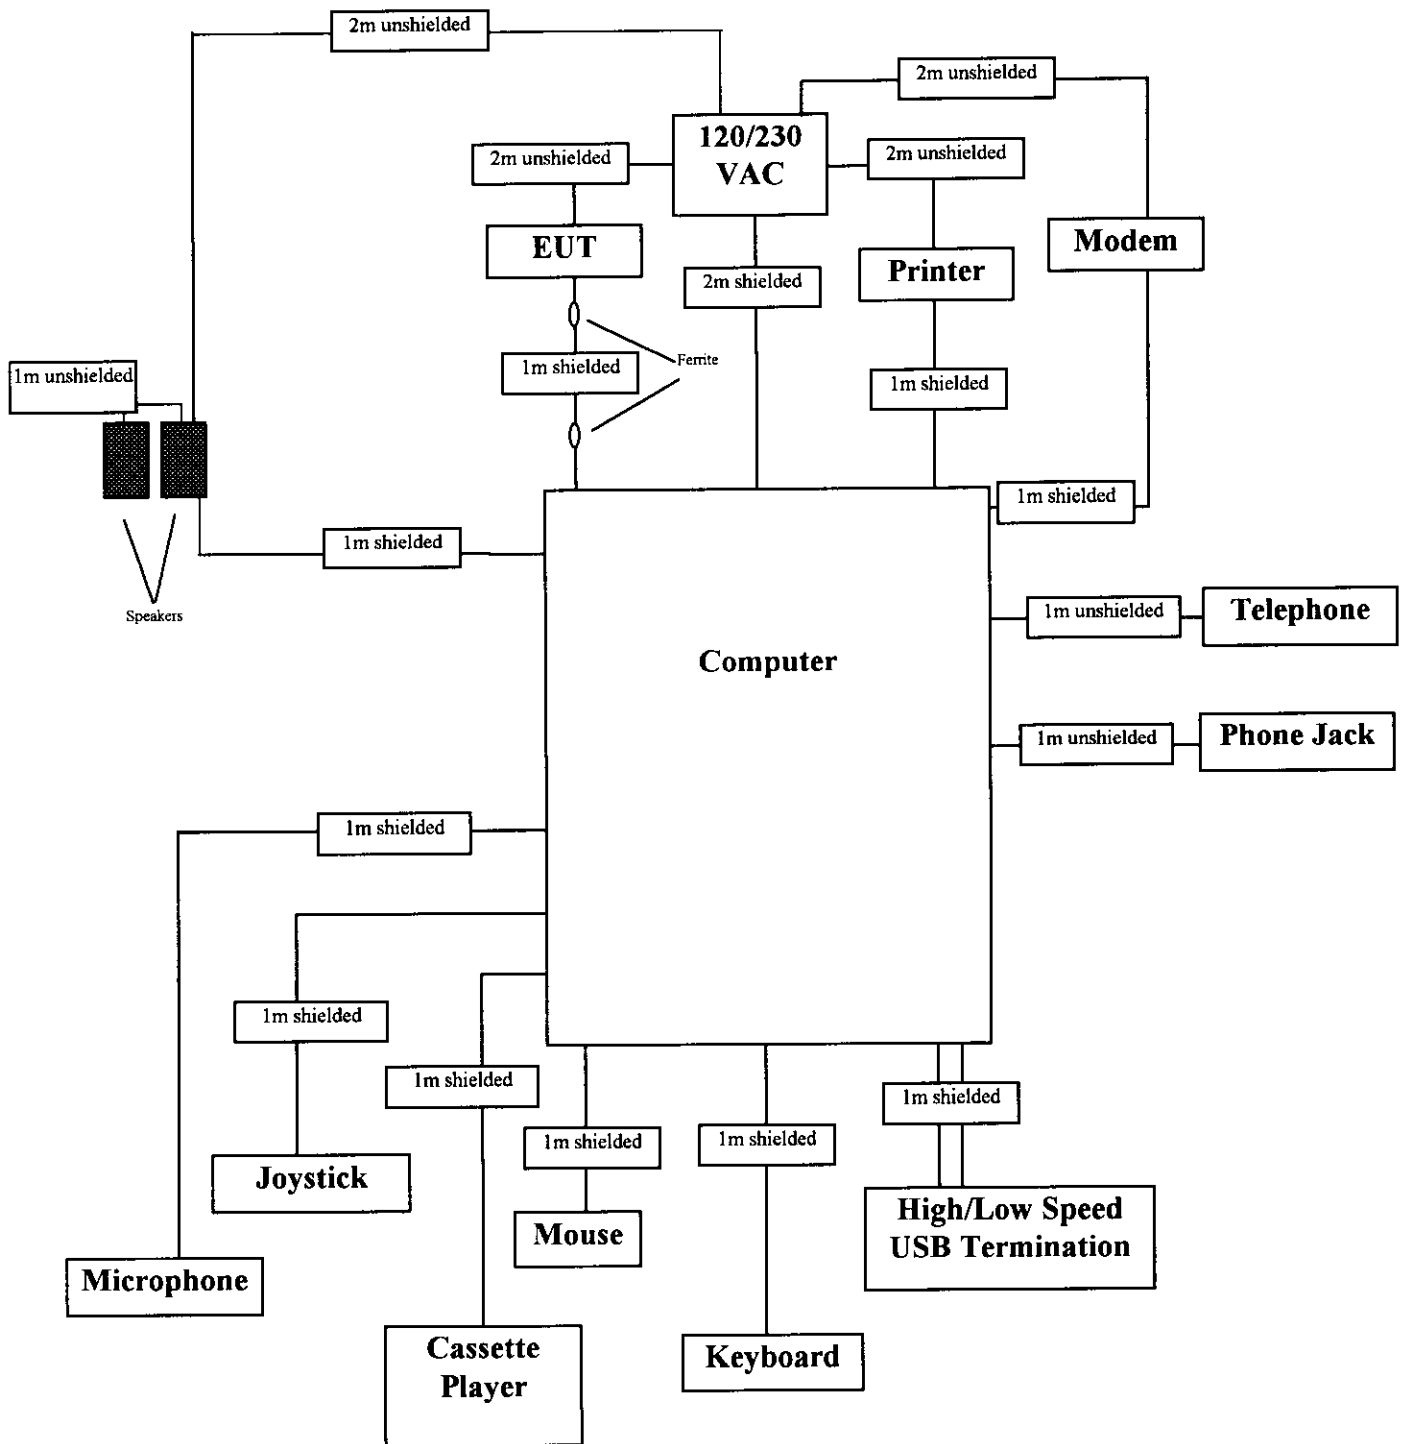 2m unshielded
2m unshielded
120/230
VAC
2m unshielded
2m unshielded
EUT
Modem
Printer
2m shielded
Ferrite
1m shielded
1m unshielded
1m shielded
1m shielded
1m shielded
Speakers
1m unshielded
Telephone
Computer
1m unshielded
Phone Jack
1m shielded
1m shielded
1m shielded
1m shielded
1m shielded
1m shielded
Joystick
Mouse
High/Low Speed
USB Termination
Microphone
Cassette
Player
Keyboard